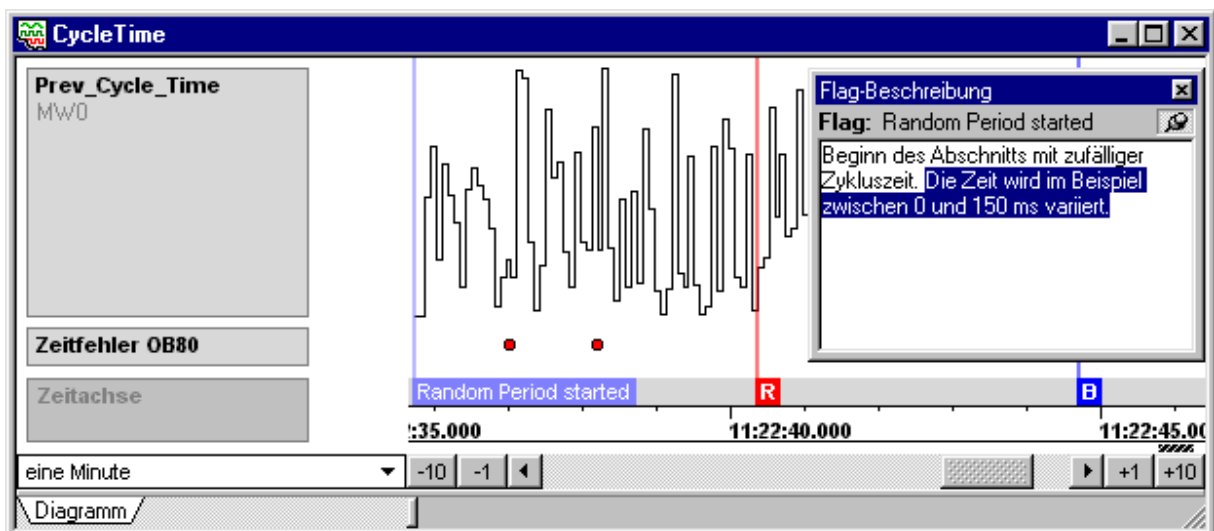 CycleTime
Prev_Cycle_Time
MW0
Flag-Beschreibung
Flag: Random Period started
Beginn des Abschnitts mit zufälliger
Zykluszeit. Die Zeit wird im Beispiel
zwischen 0 und 150 ms variiert.
Zeitfehler OB80
Zeitachse
Random Period started
R
B
:35.000
11:22:40.000
11:22:45.00
eine Minute
-10
-1
+1
+10
Diagramm